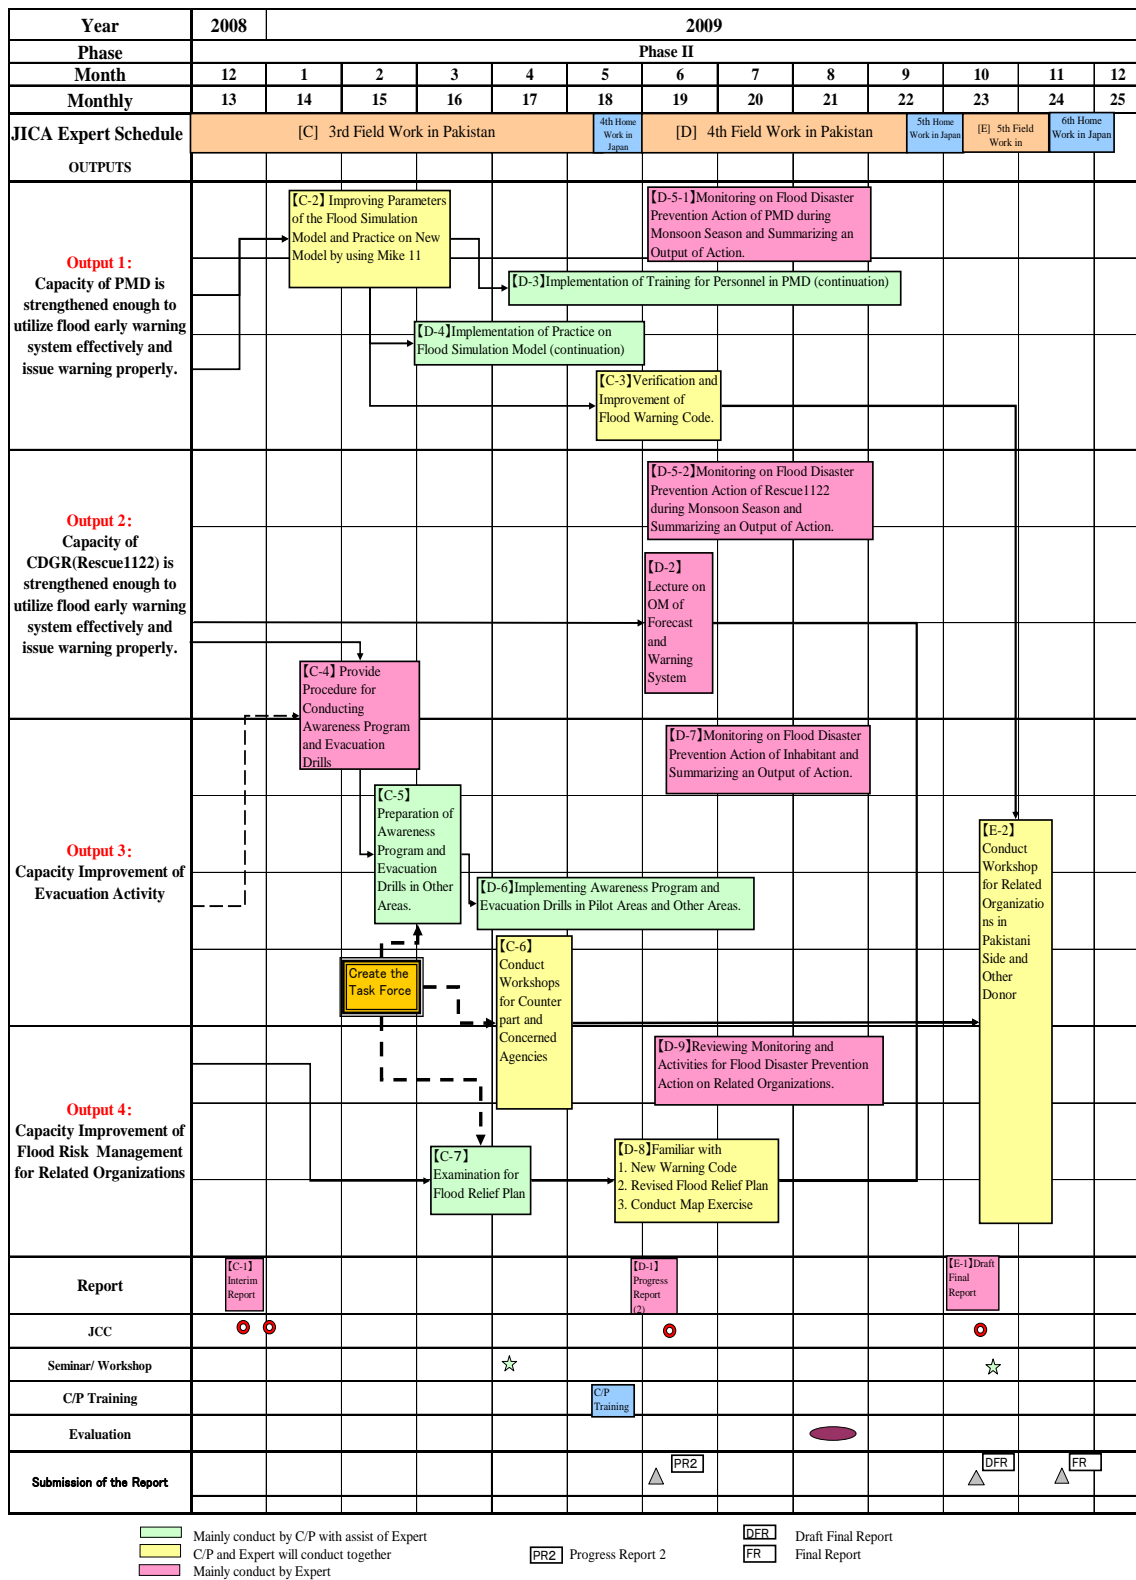 Year 2008 2009
Phase Phase II
Month 12 1 2 3 4 5 6 7 8 9 10 11 12
Monthly 13 14 15 16 17 18 19 20 21 22 23 24 25
JICA Expert Schedule
[C] 3rd Field Work in Pakistan
4th Home
Work in
Japan
[D] 4th Field Work in Pakistan
5th Home
Work in Japan
[E] 5th Field
Work in
6th Home
Work in Japan
OUTPUTS
Output 1:
Capacity of PMD is
strengthened enough to
utilize flood early warning
system effectively and
issue warning properly.
【C-2】Improving Parameters
of the Flood Simulation
Model and Practice on New
Model by using Mike 11
【D-5-1】Monitoring on Flood Disaster
Prevention Action of PMD during
Monsoon Season and Summarizing an
Output of Action.
【D-3】Implementation of Training for Personnel in PMD (continuation)
【D-4】Implementation of Practice on
Flood Simulation Model (continuation)
【C-3】Verification and
Improvement of
Flood Warning Code.
Output 2:
Capacity of
CDGR(Rescue1122) is
strengthened enough to
utilize flood early warning
system effectively and
issue warning properly.
【D-5-2】Monitoring on Flood Disaster
Prevention Action of Rescue1122
during Monsoon Season and
Summarizing an Output of Action.
【D-2】
Lecture on
OM of
Forecast
and
Warning
System
【C-4】Provide
Procedure for
Conducting
Awareness Program
and Evacuation
Drills
Output 3:
Capacity Improvement of
Evacuation Activity
【D-7】Monitoring on Flood Disaster
Prevention Action of Inhabitant and
Summarizing an Output of Action.
【C-5】
Preparation of
Awareness
Program and
Evacuation
Drills in Other
Areas.
【D-6】Implementing Awareness Program and
Evacuation Drills in Pilot Areas and Other Areas.
【E-2】
Conduct
Workshop
for Related
Organizatio
ns in
Pakistani
Side and
Other
Donor
Create the
Task Force
【C-6】
Conduct
Workshops
for Counter
part and
Concerned
Agencies
Output 4:
Capacity Improvement of
Flood Risk Management
for Related Organizations
【D-9】Reviewing Monitoring and
Activities for Flood Disaster Prevention
Action on Related Organizations.
【C-7】
Examination for
Flood Relief Plan
【D-8】Familiar with
1. New Warning Code
2. Revised Flood Relief Plan
3. Conduct Map Exercise
Report
【C-1】
Interim
Report
【D-1】
Progress
Report
(2)
【E-1】Draft
Final
Report
JCC
Seminar/ Workshop
C/P Training
C/P
Training
Evaluation
Submission of the Report
PR2
DFR
FR
Mainly conduct by C/P with assist of Expert
C/P and Expert will conduct together
Mainly conduct by Expert
PR2 Progress Report 2
DFR Draft Final Report
FR Final Report